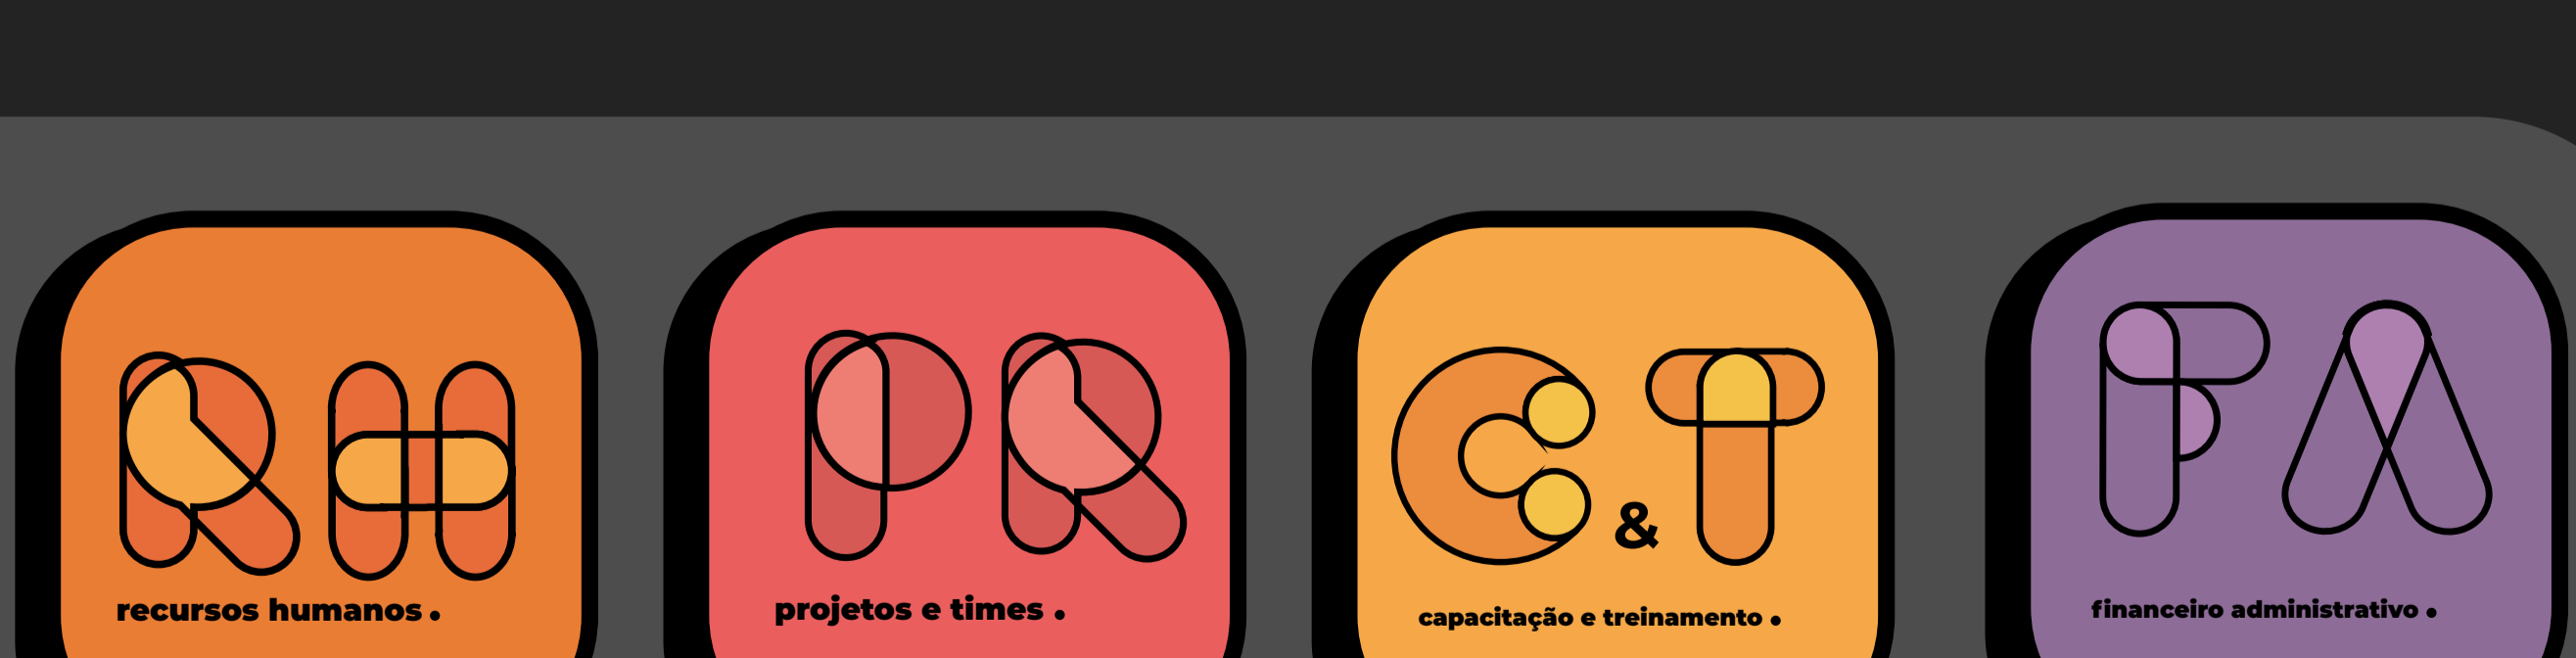 RH
recursos humanos.
PR
projetos e times.
C&T
capacitação e treinamento.
FA
financeiro administrativo.